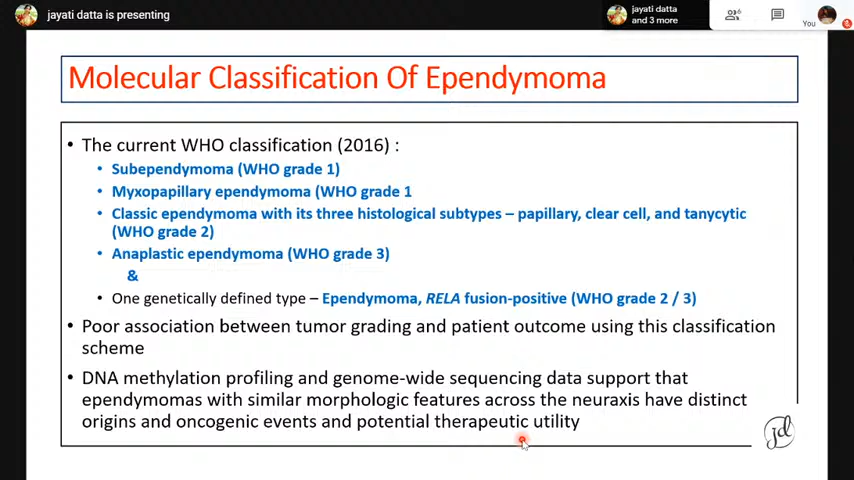 jayati datta is presenting
jayati datta
and 3 more
You
Molecular Classification Of Ependymoma
• The current WHO classification (2016) :
• Subependymoma (WHO grade 1)
• Myxopapillary ependymoma (WHO grade 1
• Classic ependymoma with its three histological subtypes – papillary, clear cell, and tanycytic
(WHO grade 2)
• Anaplastic ependymoma (WHO grade 3)
&
• One genetically defined type – Ependymoma, RELA fusion-positive (WHO grade 2 / 3)
• Poor association between tumor grading and patient outcome using this classification
scheme
• DNA methylation profiling and genome-wide sequencing data support that
ependymomas with similar morphologic features across the neuraxis have distinct
origins and oncogenic events and potential therapeutic utility
jd